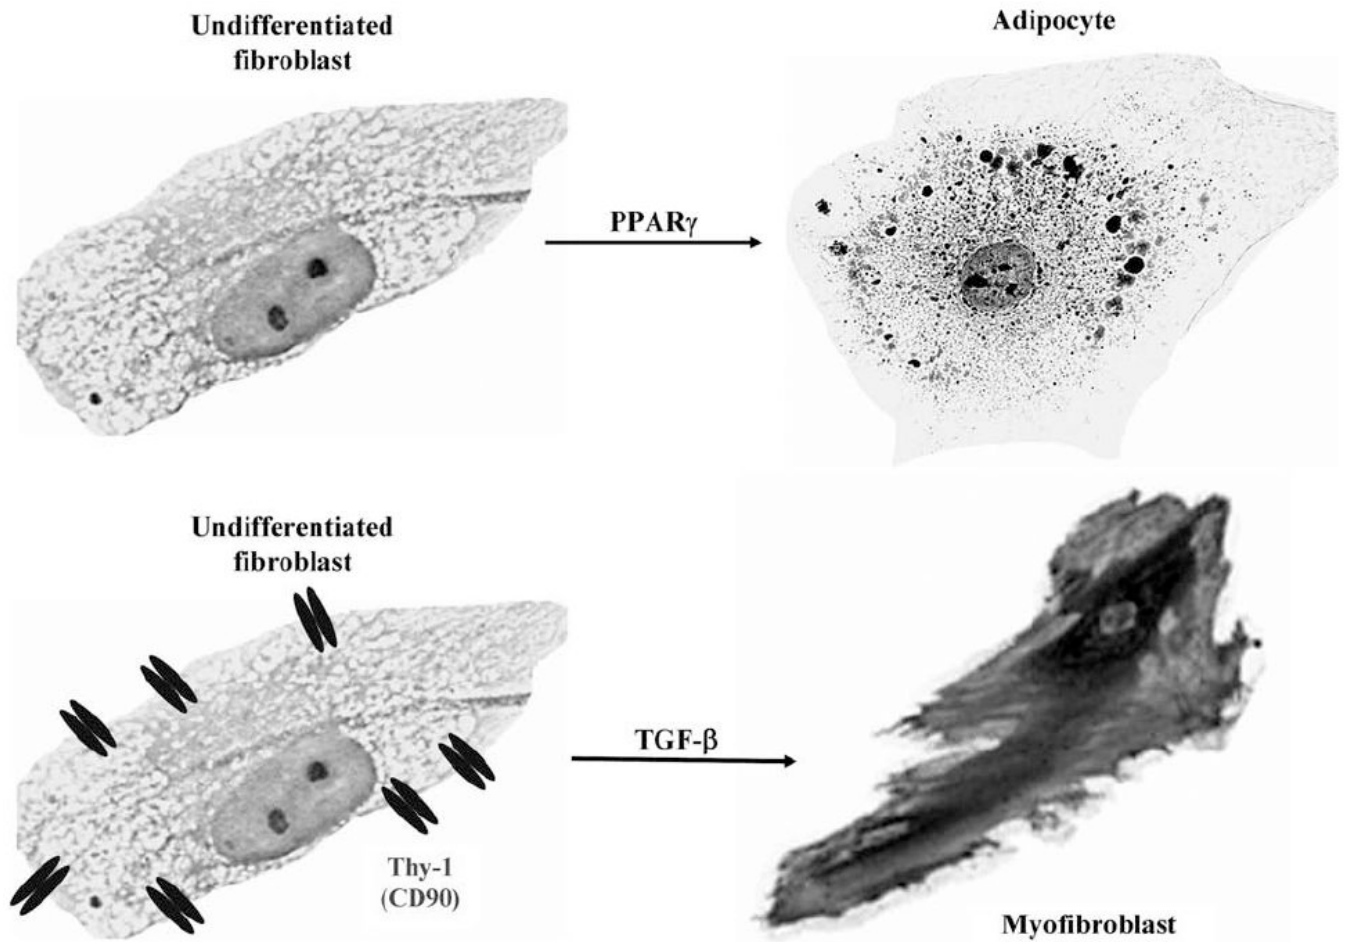 Undifferentiated
fibroblast
Adipocyte
PPARγ
Undifferentiated
fibroblast
TGF-β
Thy-1
(CD90)
Myofibroblast